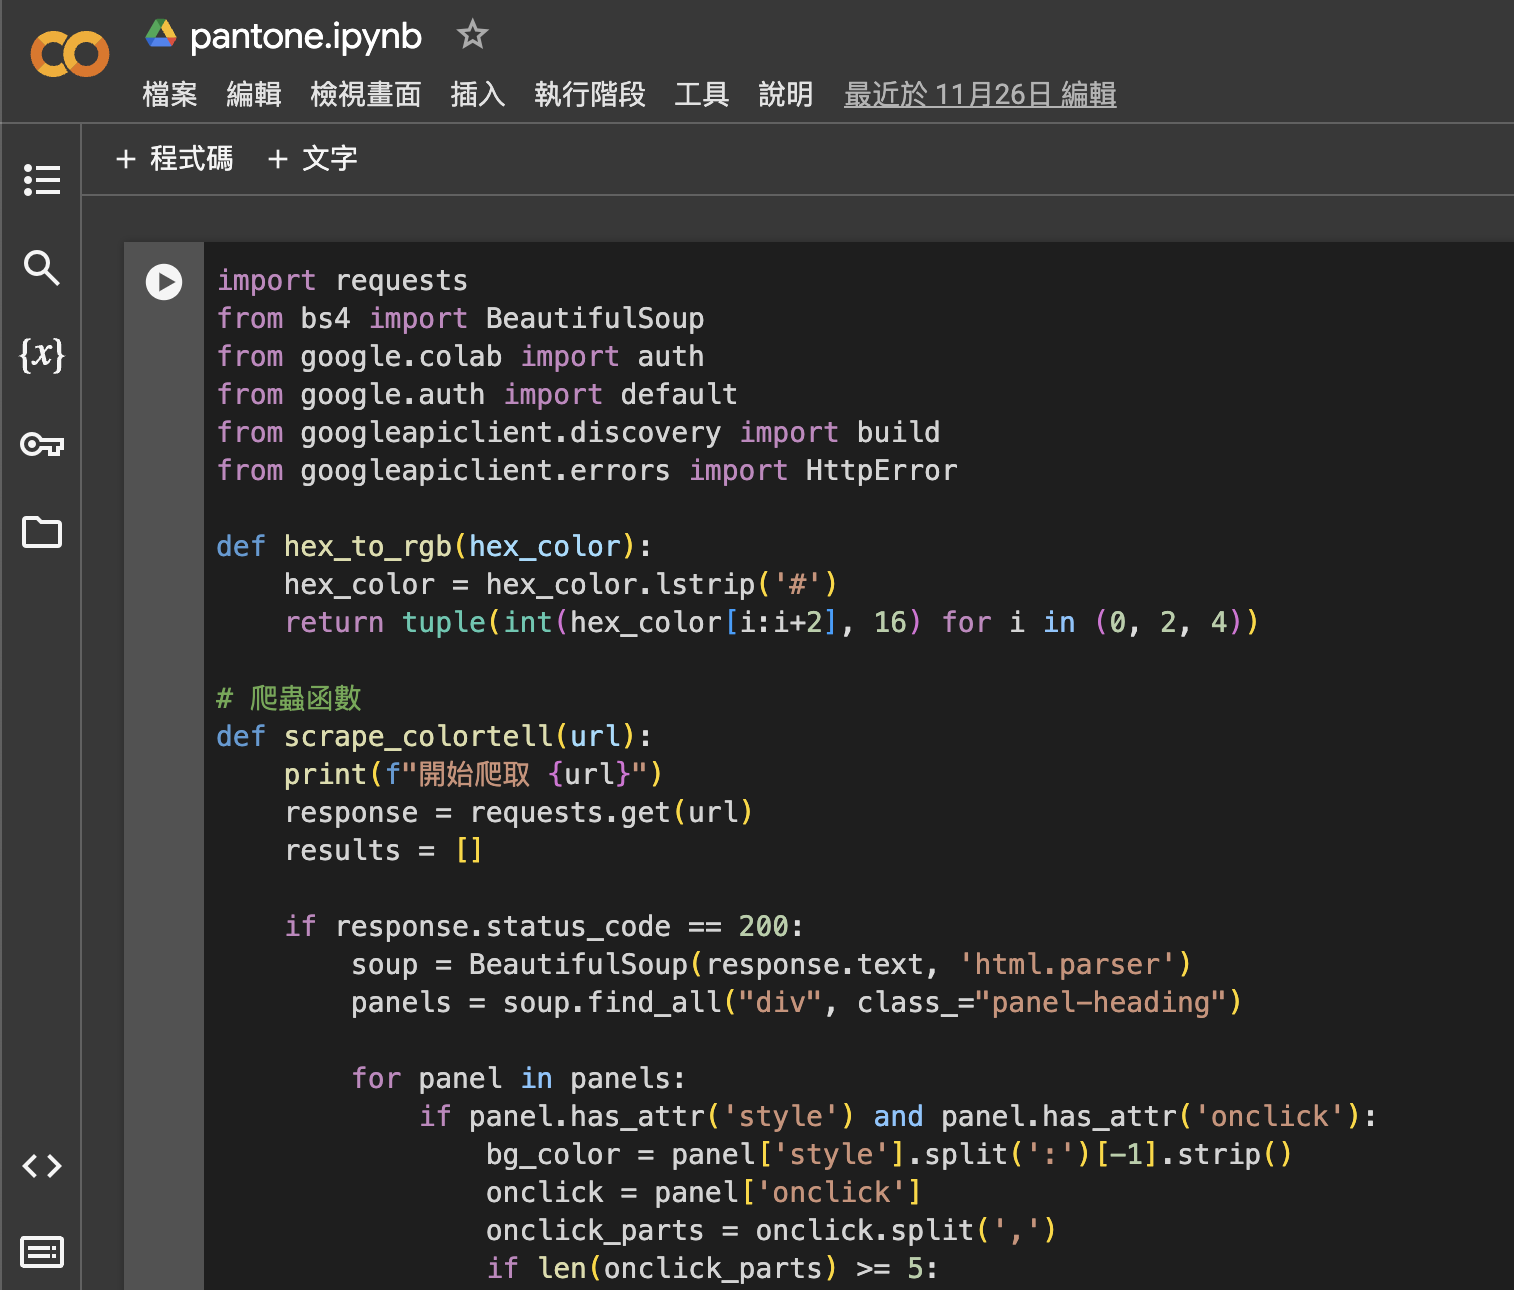 pantone.ipynb
檔案 編輯 檢視畫面 插入 執行階段 工具 說明 最近於 11月26日 編輯
+ 程式碼 + 文字
import requests
from bs4 import BeautifulSoup
from google.colab import auth
from google.auth import default
from googleapiclient.discovery import build
from googleapiclient.errors import HttpError
def hex_to_rgb(hex_color):
    hex_color = hex_color.lstrip('#')
    return tuple(int(hex_color[i:i+2], 16) for i in (0, 2, 4))
# 爬蟲函數
def scrape_colortell(url):
    print(f"開始爬取 {url}")
    response = requests.get(url)
    results = []
    if response.status_code == 200:
        soup = BeautifulSoup(response.text, 'html.parser')
        panels = soup.find_all("div", class_="panel-heading")
        for panel in panels:
            if panel.has_attr('style') and panel.has_attr('onclick'):
                bg_color = panel['style'].split(':')[-1].strip()
                onclick = panel['onclick']
                onclick_parts = onclick.split(',')
                if len(onclick_parts) >= 5: